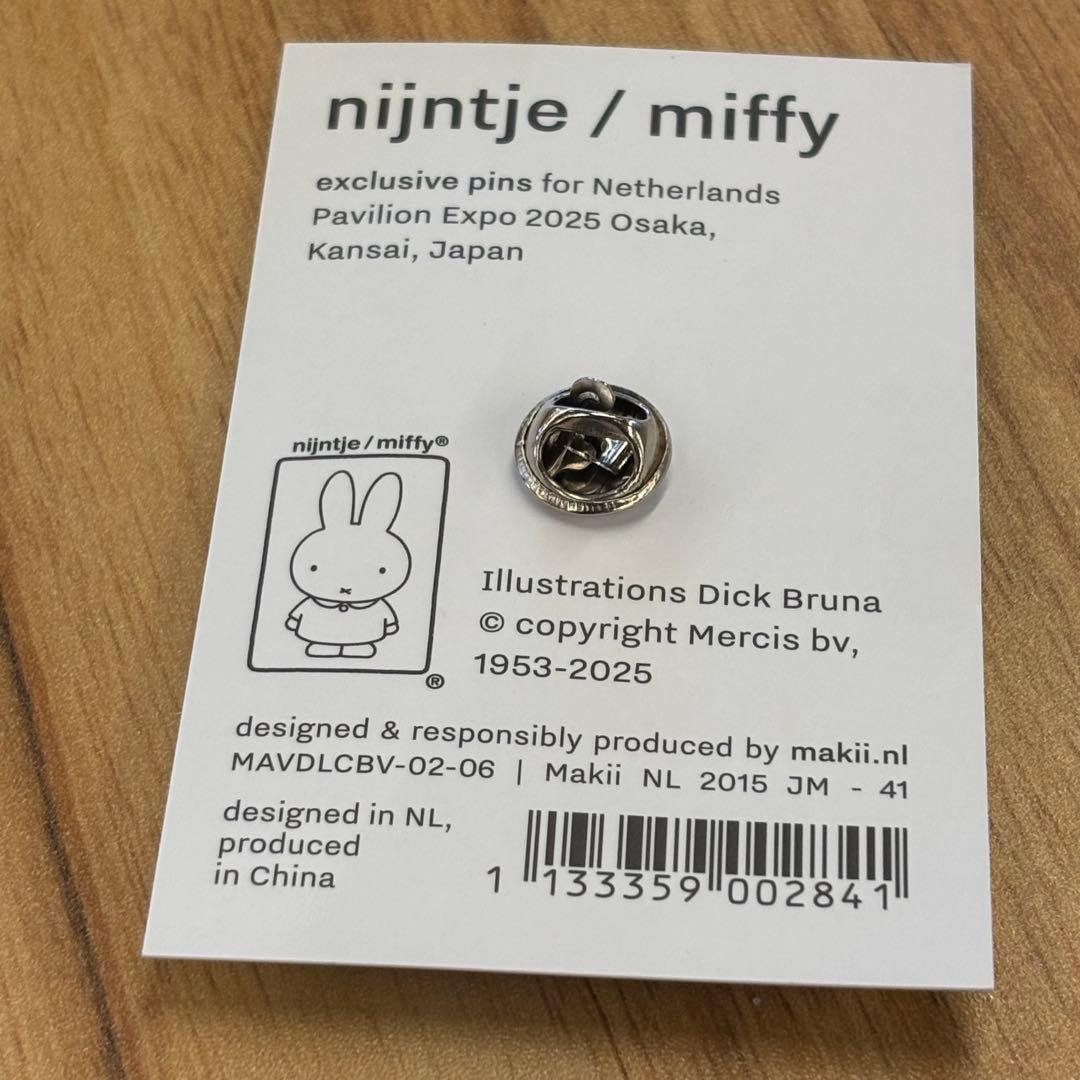 nijntje / miffy
exclusive pins for Netherlands
Pavilion Expo 2025 Osaka,
Kansai, Japan
nijntje / miffy®
®
Illustrations Dick Bruna
© copyright Mercis bv,
1953-2025
designed & responsibly produced by makii.nl
MAVDLCBV-02-06 | Makii NL 2015 JM - 41
designed in NL,
produced
in China
1 133359 002841